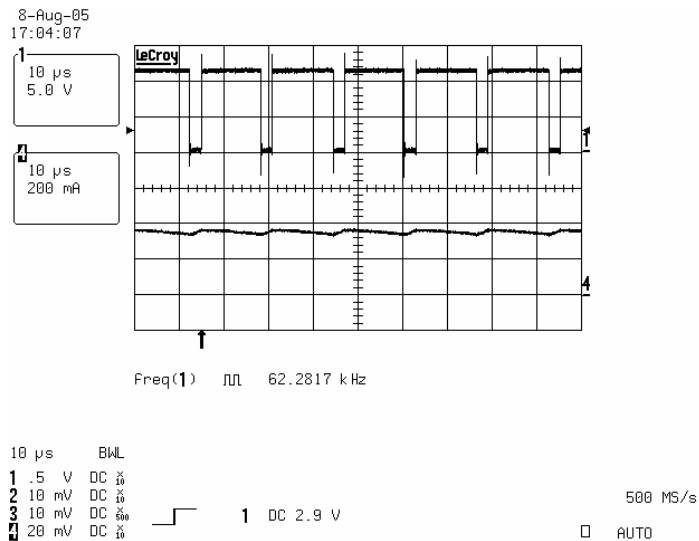 8-Aug-05
17:04:07
1
10 µs
5.0 V
4
10 µs
200 mA
LeCroy
1
4
Freq(1) 62.2817 kHz
10 µs BWL
1 .5 V DC X10
2 10 mV DC X10
3 10 mV DC X500
4 20 mV DC X10
1 DC 2.9 V
500 MS/s
AUTO